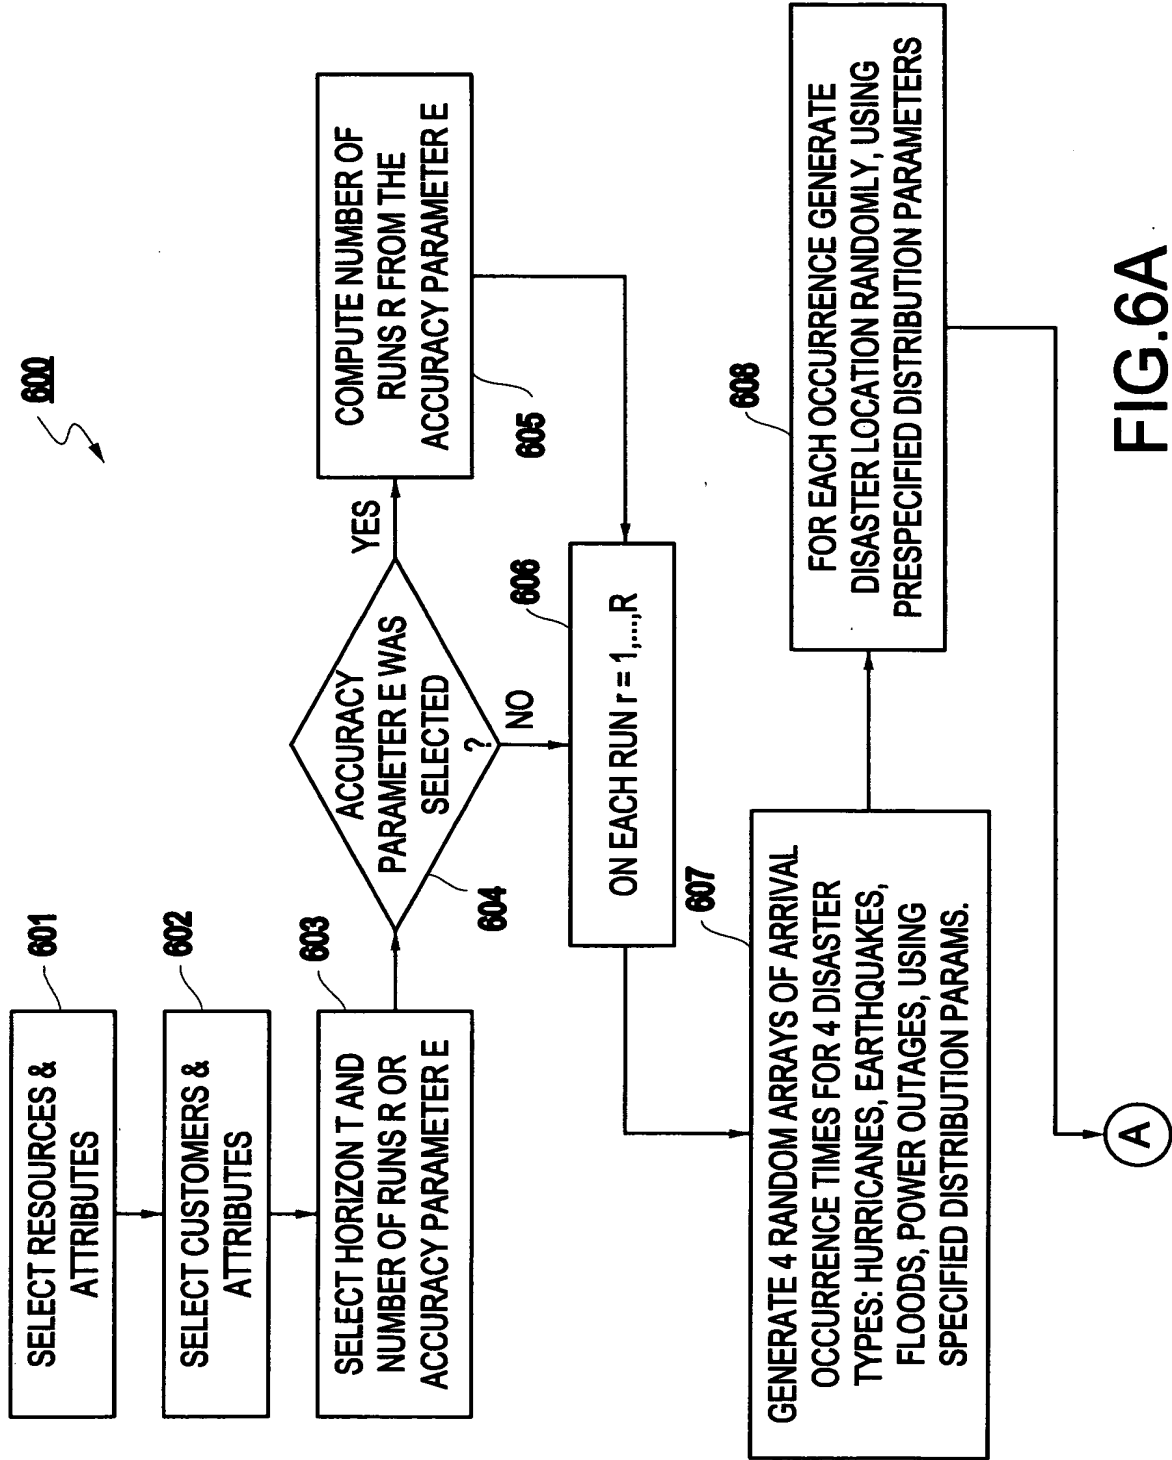 600
601
SELECT RESOURCES &
ATTRIBUTES
602
SELECT CUSTOMERS &
ATTRIBUTES
603
SELECT HORIZON T AND
NUMBER OF RUNS R OR
ACCURACY PARAMETER E
ACCURACY
PARAMETER E WAS
SELECTED
?
604
YES
NO
COMPUTE NUMBER OF
RUNS R FROM THE
ACCURACY PARAMETER E
605
606
ON EACH RUN r = 1,...,R
607
GENERATE 4 RANDOM ARRAYS OF ARRIVAL
OCCURRENCE TIMES FOR 4 DISASTER
TYPES: HURRICANES, EARTHQUAKES,
FLOODS, POWER OUTAGES, USING
SPECIFIED DISTRIBUTION PARAMS.
608
FOR EACH OCCURRENCE GENERATE
DISASTER LOCATION RANDOMLY, USING
PRESPECIFIED DISTRIBUTION PARAMETERS
A
FIG.6A